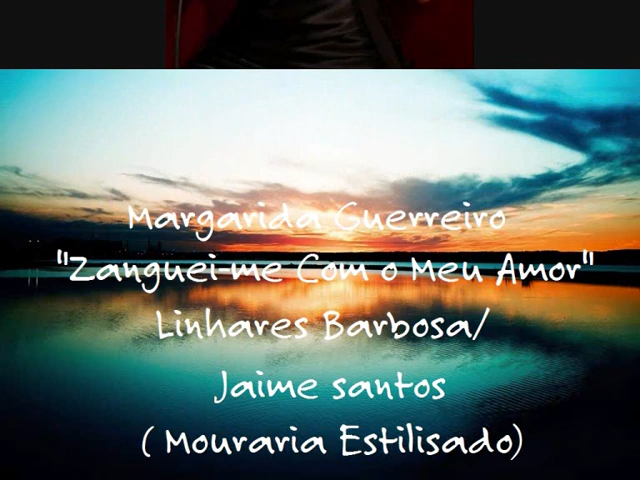 Margarida Guerreiro
"Zanguei-me Com o Meu Amor"
Linhares Barbosa/
Jaime santos
( Mouraria Estilisado)